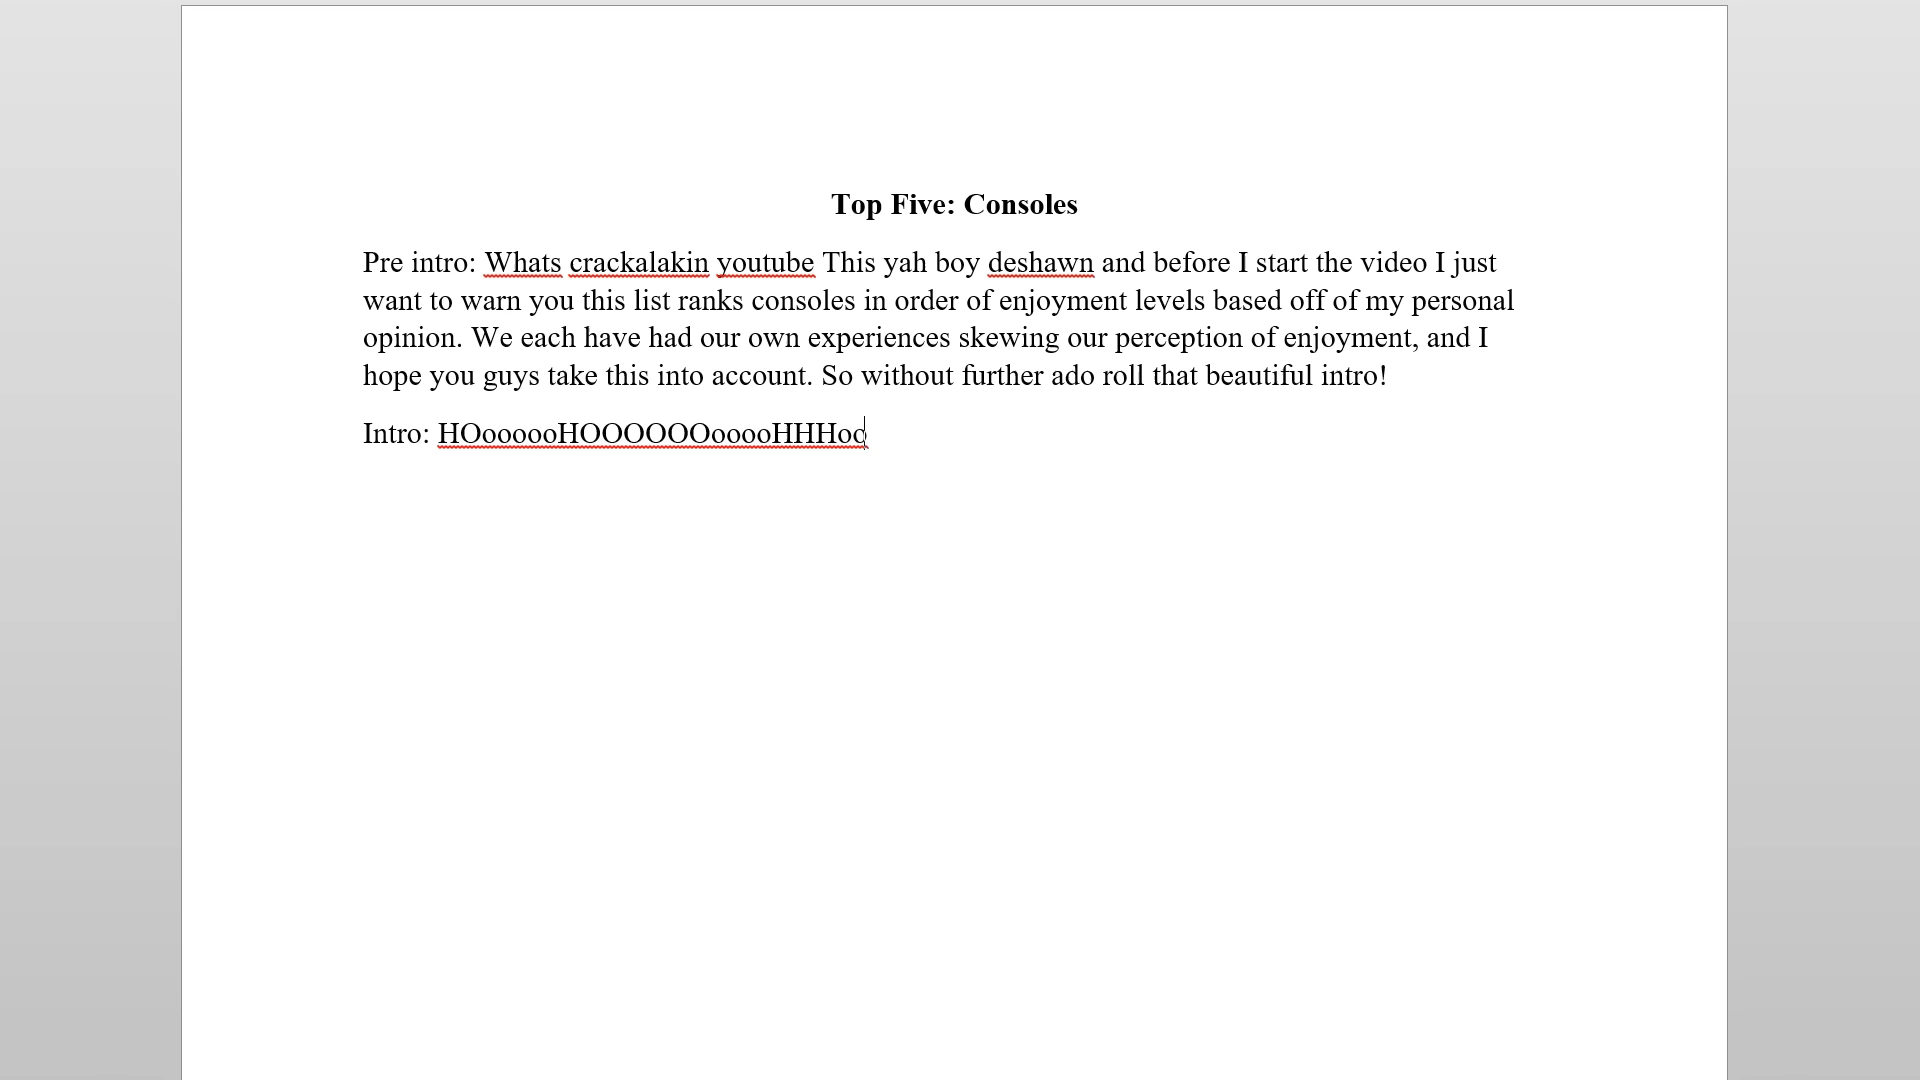 Top Five: Consoles
Pre intro: Whats crackalakin youtube This yah boy deshawn and before I start the video I just
want to warn you this list ranks consoles in order of enjoyment levels based off of my personal
opinion. We each have had our own experiences skewing our perception of enjoyment, and I
hope you guys take this into account. So without further ado roll that beautiful intro!
Intro: HOoooooHOOOOOOooooHHHoo